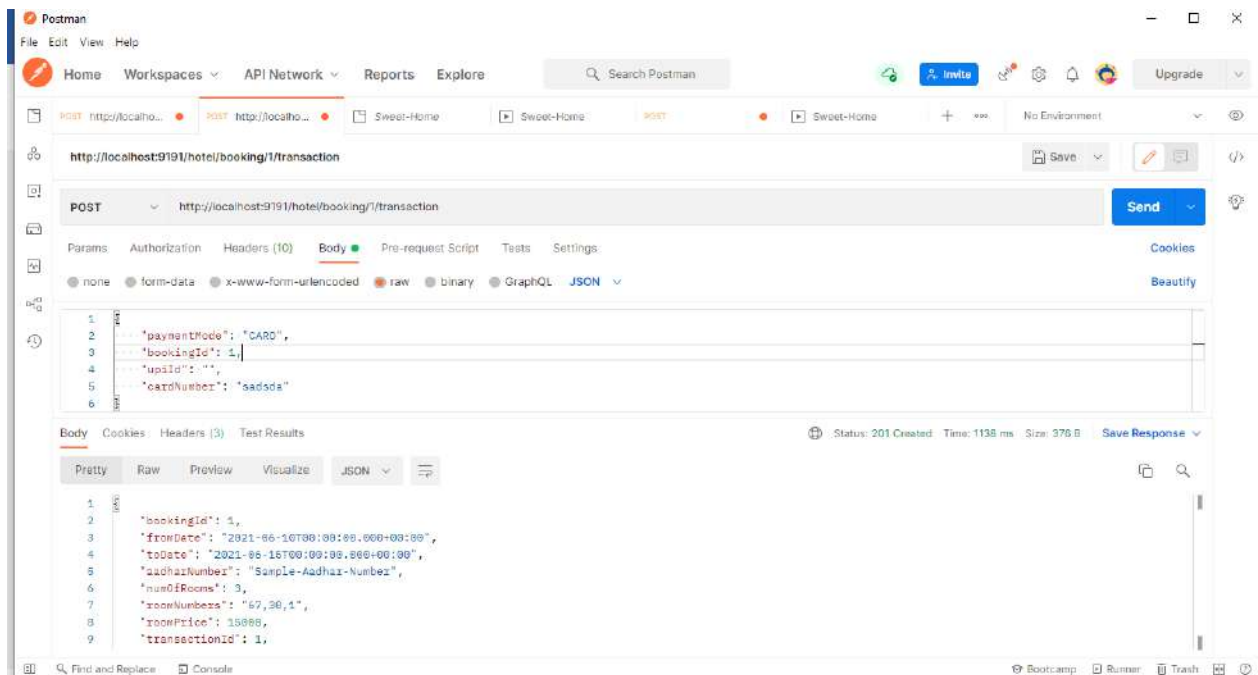 Postman
File Edit View Help
Home Workspaces API Network Reports Explore Search Postman Invite Upgrade
POST http://localho... POST http://localho... Sweet-Home Sweet-Home POST Sweet-Home No Environment
http://localhost:9191/hotel/booking/1/transaction Save
POST http://localhost:9191/hotel/booking/1/transaction Send
Params Authorization Headers (10) Body Pre-request Script Tests Settings Cookies
none form-data x-www-form-urlencoded raw binary GraphQL JSON Beautify
1 {
2 "paymentMode": "CARD",
3 "bookingId": 1,
4 "upiId": "",
5 "cardNumber": "sadsda"
6 }
Body Cookies Headers (3) Test Results Status: 201 Created Time: 1138 ms Size: 376 B Save Response
Pretty Raw Preview Visualize JSON
1 {
2 "bookingId": 1,
3 "fromDate": "2021-06-10T00:00:00.000+00:00",
4 "toDate": "2021-06-15T00:00:00.000+00:00",
5 "aadharNumber": "Sample-Aadhar-Number",
6 "numOfRooms": 3,
7 "roomNumbers": "67,30,1",
8 "roomPrice": 15000,
9 "transactionId": 1,
Find and Replace Console Bootcamp Runner Trash